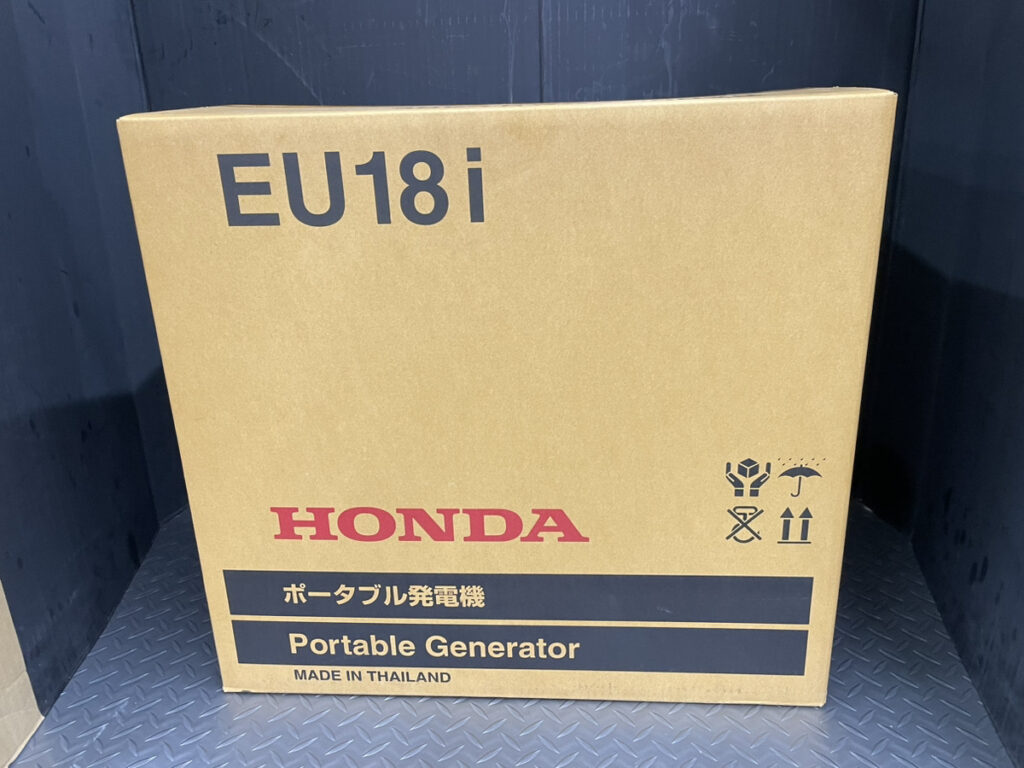 EU18i
HONDA
ポータブル発電機
Portable Generator
MADE IN THAILAND